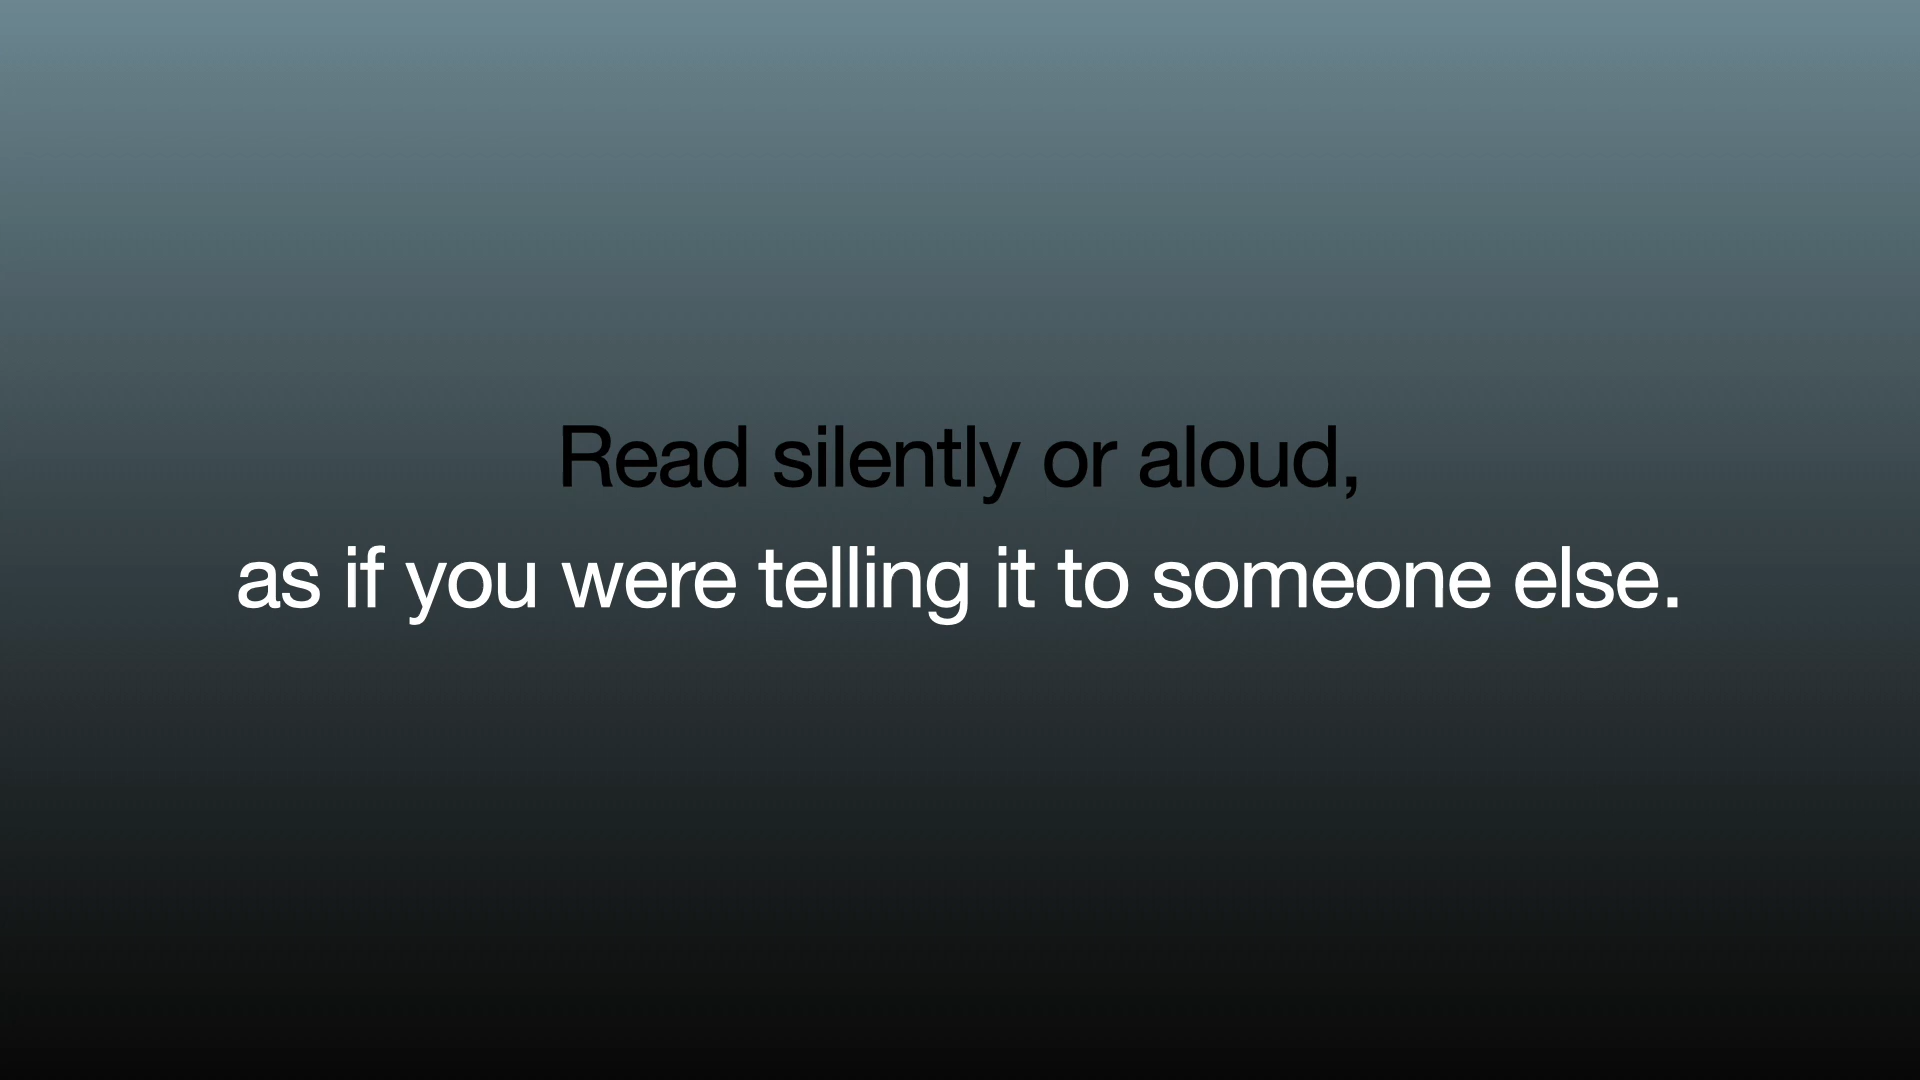 Read silently or aloud,
as if you were telling it to someone else.